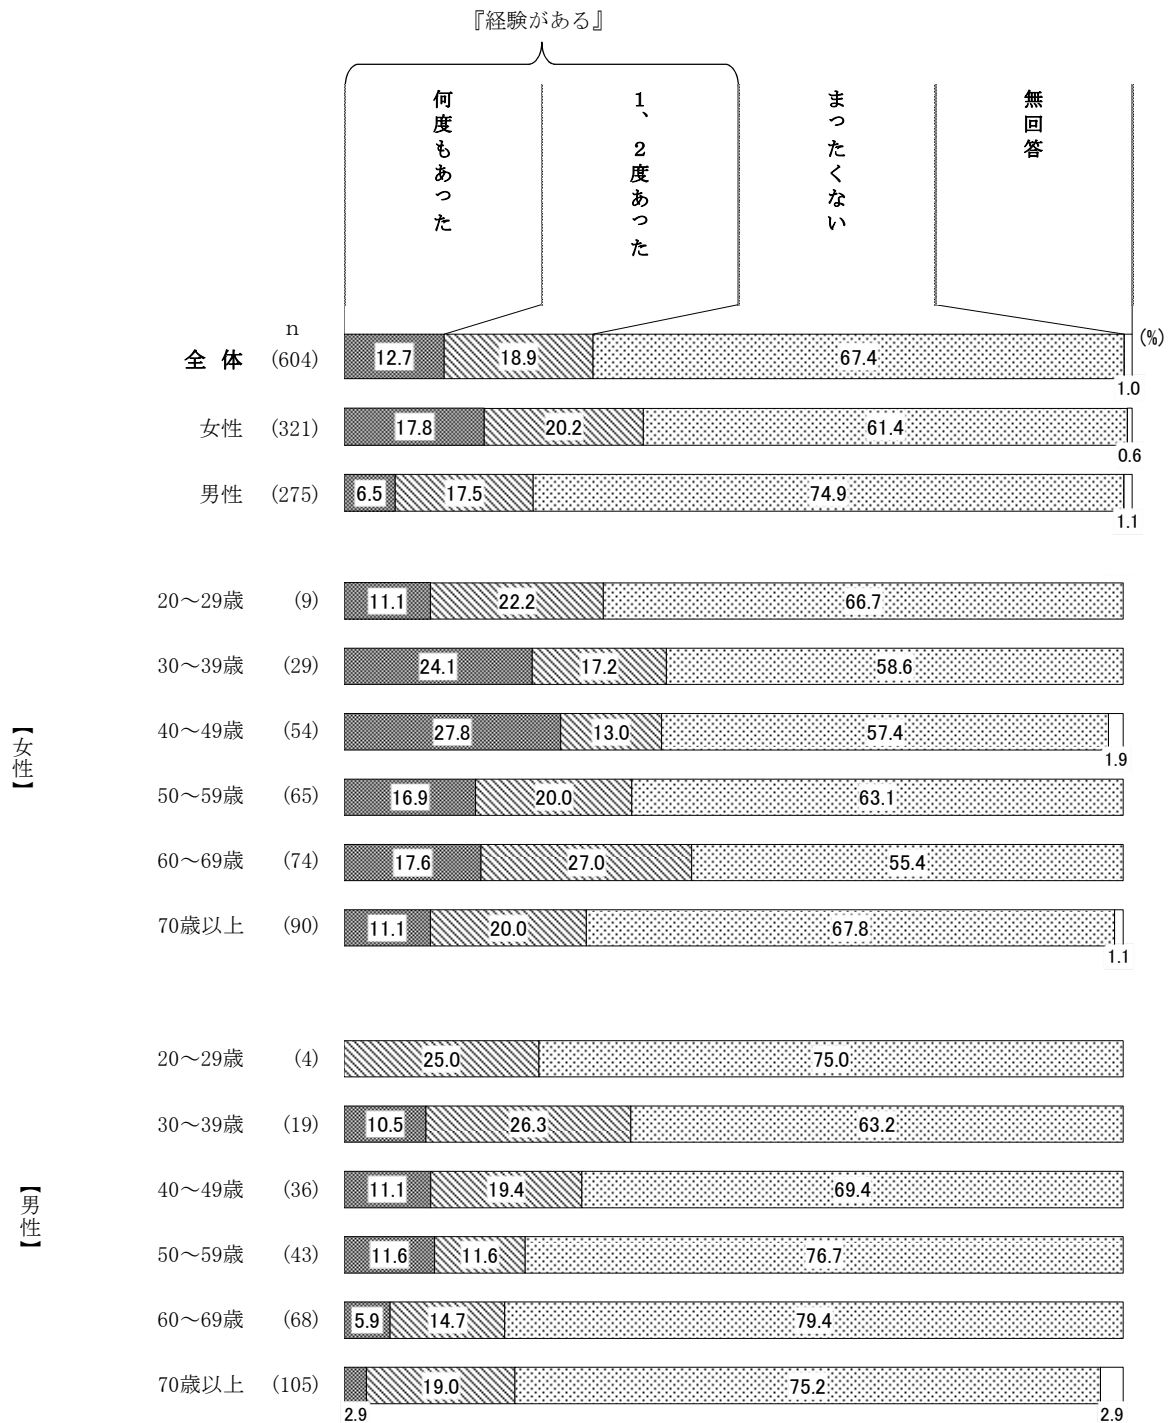 『経験がある』
何度もあった
１、２度あった
まったくない
無回答
n
(%)
全 体 (604) 12.7 18.9 67.4 1.0
女性 (321) 17.8 20.2 61.4 0.6
男性 (275) 6.5 17.5 74.9 1.1
【女性】
20～29歳 (9) 11.1 22.2 66.7
30～39歳 (29) 24.1 17.2 58.6
40～49歳 (54) 27.8 13.0 57.4 1.9
50～59歳 (65) 16.9 20.0 63.1
60～69歳 (74) 17.6 27.0 55.4
70歳以上 (90) 11.1 20.0 67.8 1.1
【男性】
20～29歳 (4) 25.0 75.0
30～39歳 (19) 10.5 26.3 63.2
40～49歳 (36) 11.1 19.4 69.4
50～59歳 (43) 11.6 11.6 76.7
60～69歳 (68) 5.9 14.7 79.4
70歳以上 (105) 2.9 19.0 75.2 2.9